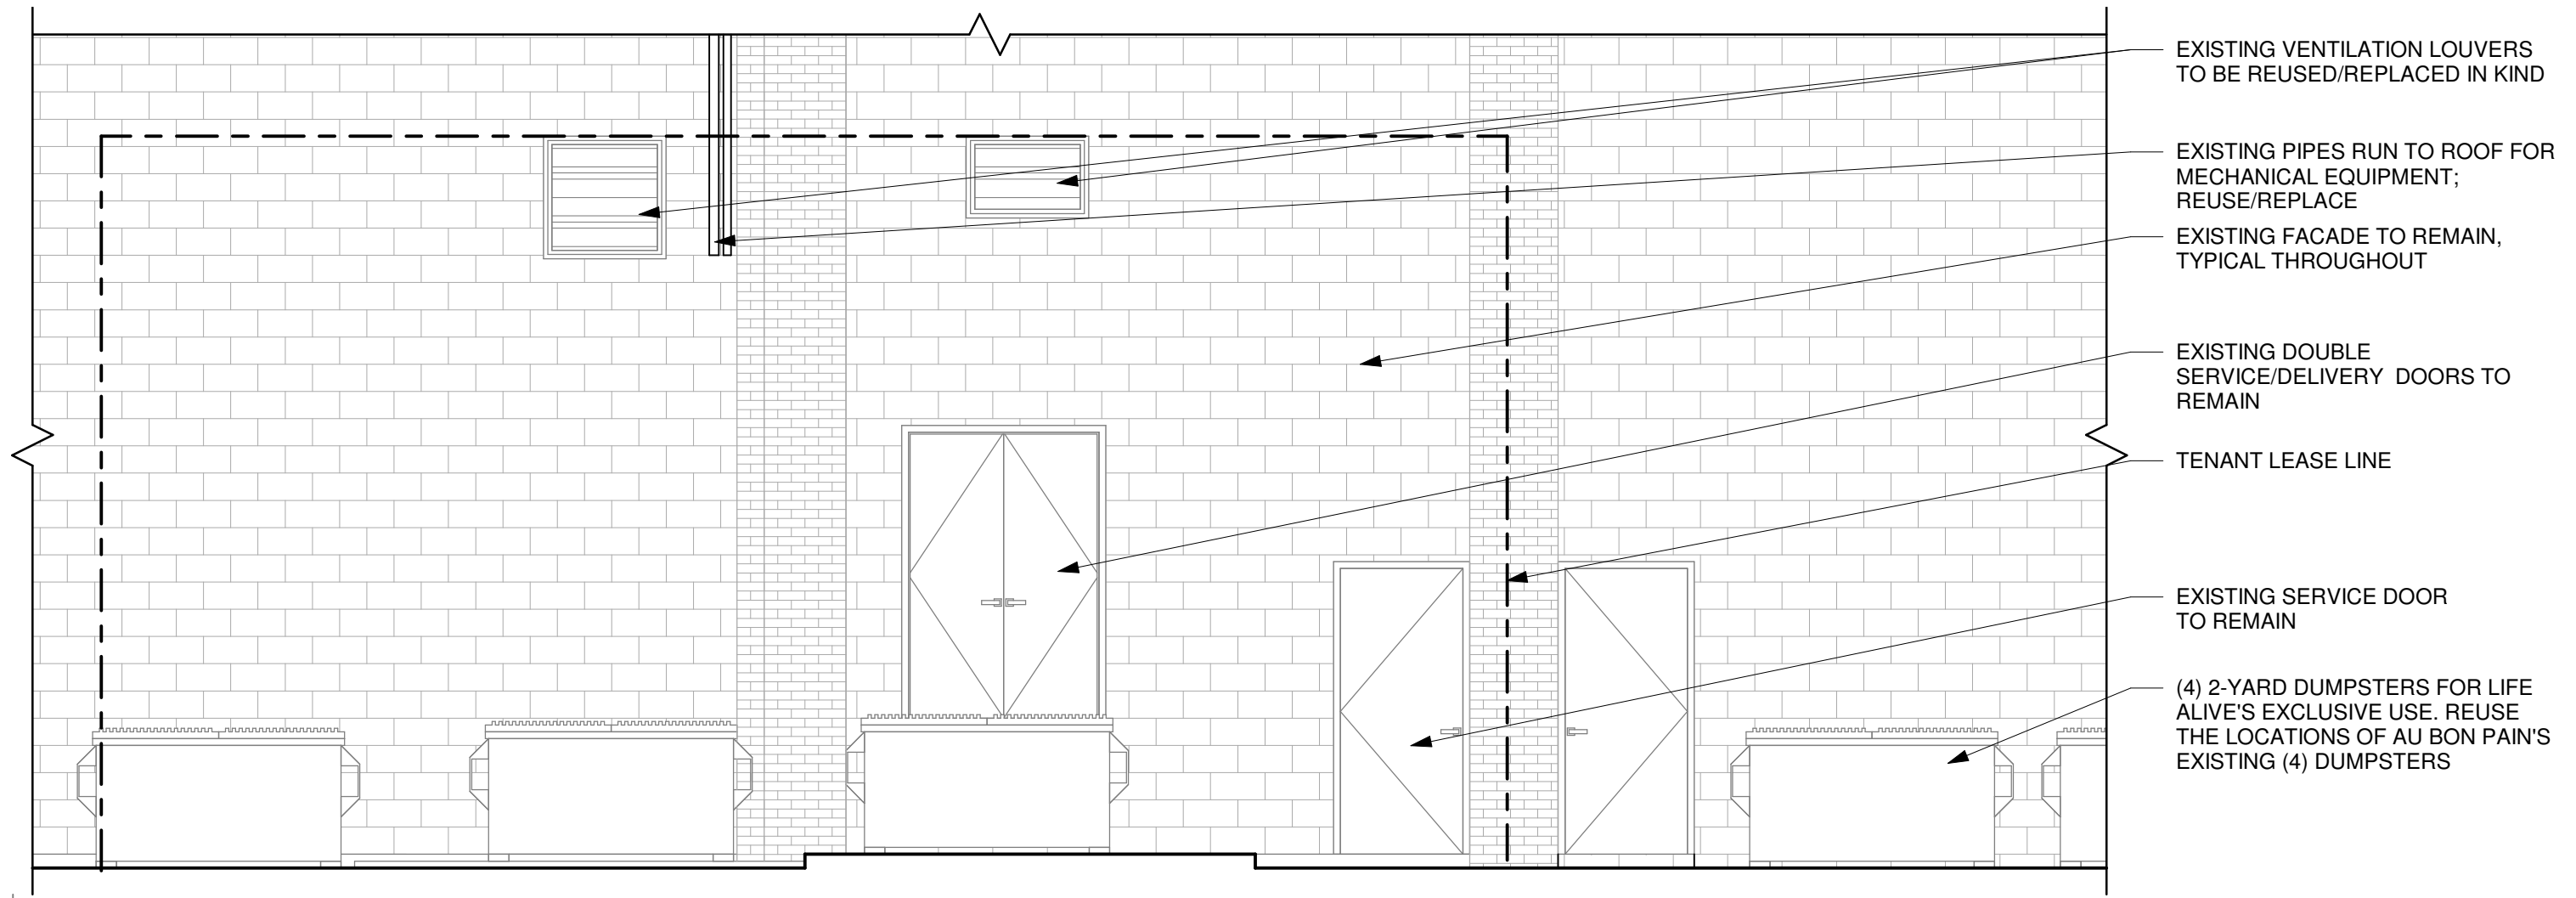 EXISTING VENTILATION LOUVERS
TO BE REUSED/REPLACED IN KIND
EXISTING PIPES RUN TO ROOF FOR
MECHANICAL EQUIPMENT;
REUSE/REPLACE
EXISTING FACADE TO REMAIN,
TYPICAL THROUGHOUT
EXISTING DOUBLE
SERVICE/DELIVERY DOORS TO
REMAIN
TENANT LEASE LINE
EXISTING SERVICE DOOR
TO REMAIN
(4) 2-YARD DUMPSTERS FOR LIFE
ALIVE'S EXCLUSIVE USE. REUSE
THE LOCATIONS OF AU BON PAIN'S
EXISTING (4) DUMPSTERS